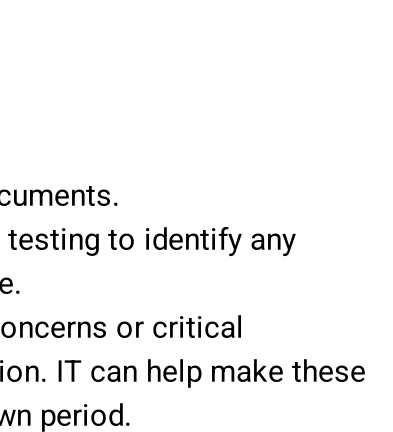 cuments.
testing to identify any
e.
oncerns or critical
ion. IT can help make these
wn period.